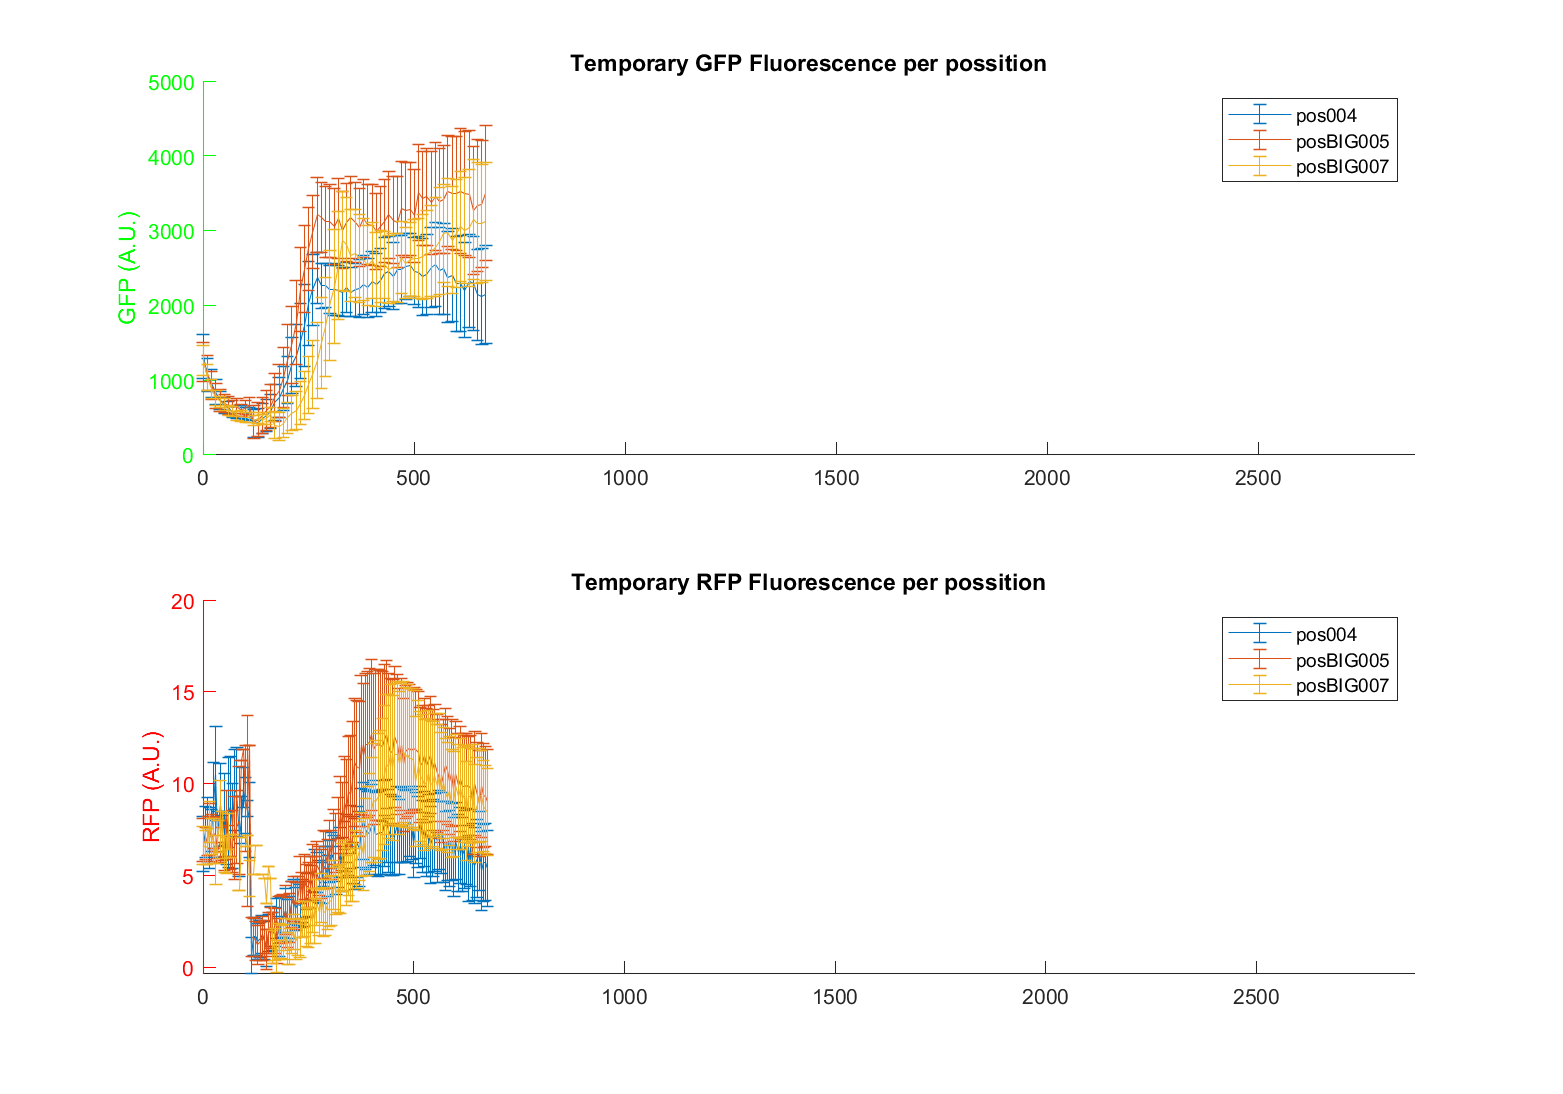 Temporary GFP Fluorescence per possition
5000
4000
3000
2000
1000
0
GFP (A.U.)
pos004
posBIG005
posBIG007
0 500 1000 1500 2000 2500
Temporary RFP Fluorescence per possition
20
15
10
5
0
RFP (A.U.)
pos004
posBIG005
posBIG007
0 500 1000 1500 2000 2500